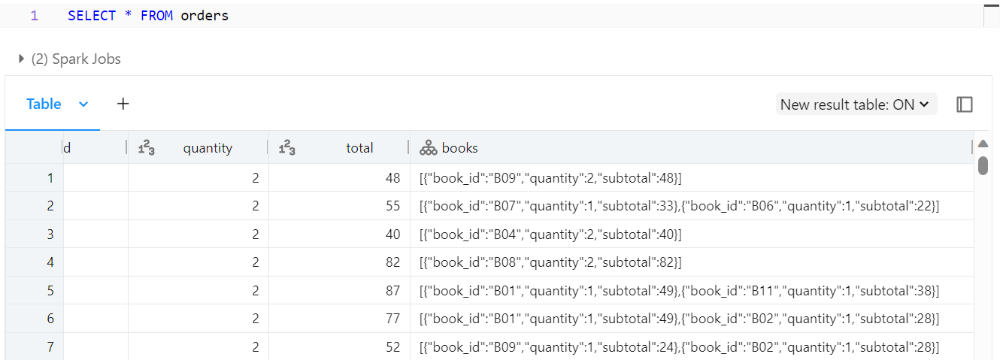 1 SELECT * FROM orders
(2) Spark Jobs
Table +
New result table: ON
d 123 quantity 123 total books
1 2 48 [{"book_id":"B09","quantity":2,"subtotal":48}]
2 2 55 [{"book_id":"B07","quantity":1,"subtotal":33},{"book_id":"B06","quantity":1,"subtotal":22}]
3 2 40 [{"book_id":"B04","quantity":2,"subtotal":40}]
4 2 82 [{"book_id":"B08","quantity":2,"subtotal":82}]
5 2 87 [{"book_id":"B01","quantity":1,"subtotal":49},{"book_id":"B11","quantity":1,"subtotal":38}]
6 2 77 [{"book_id":"B01","quantity":1,"subtotal":49},{"book_id":"B02","quantity":1,"subtotal":28}]
7 2 52 [{"book_id":"B09","quantity":1,"subtotal":24},{"book_id":"B02","quantity":1,"subtotal":28}]